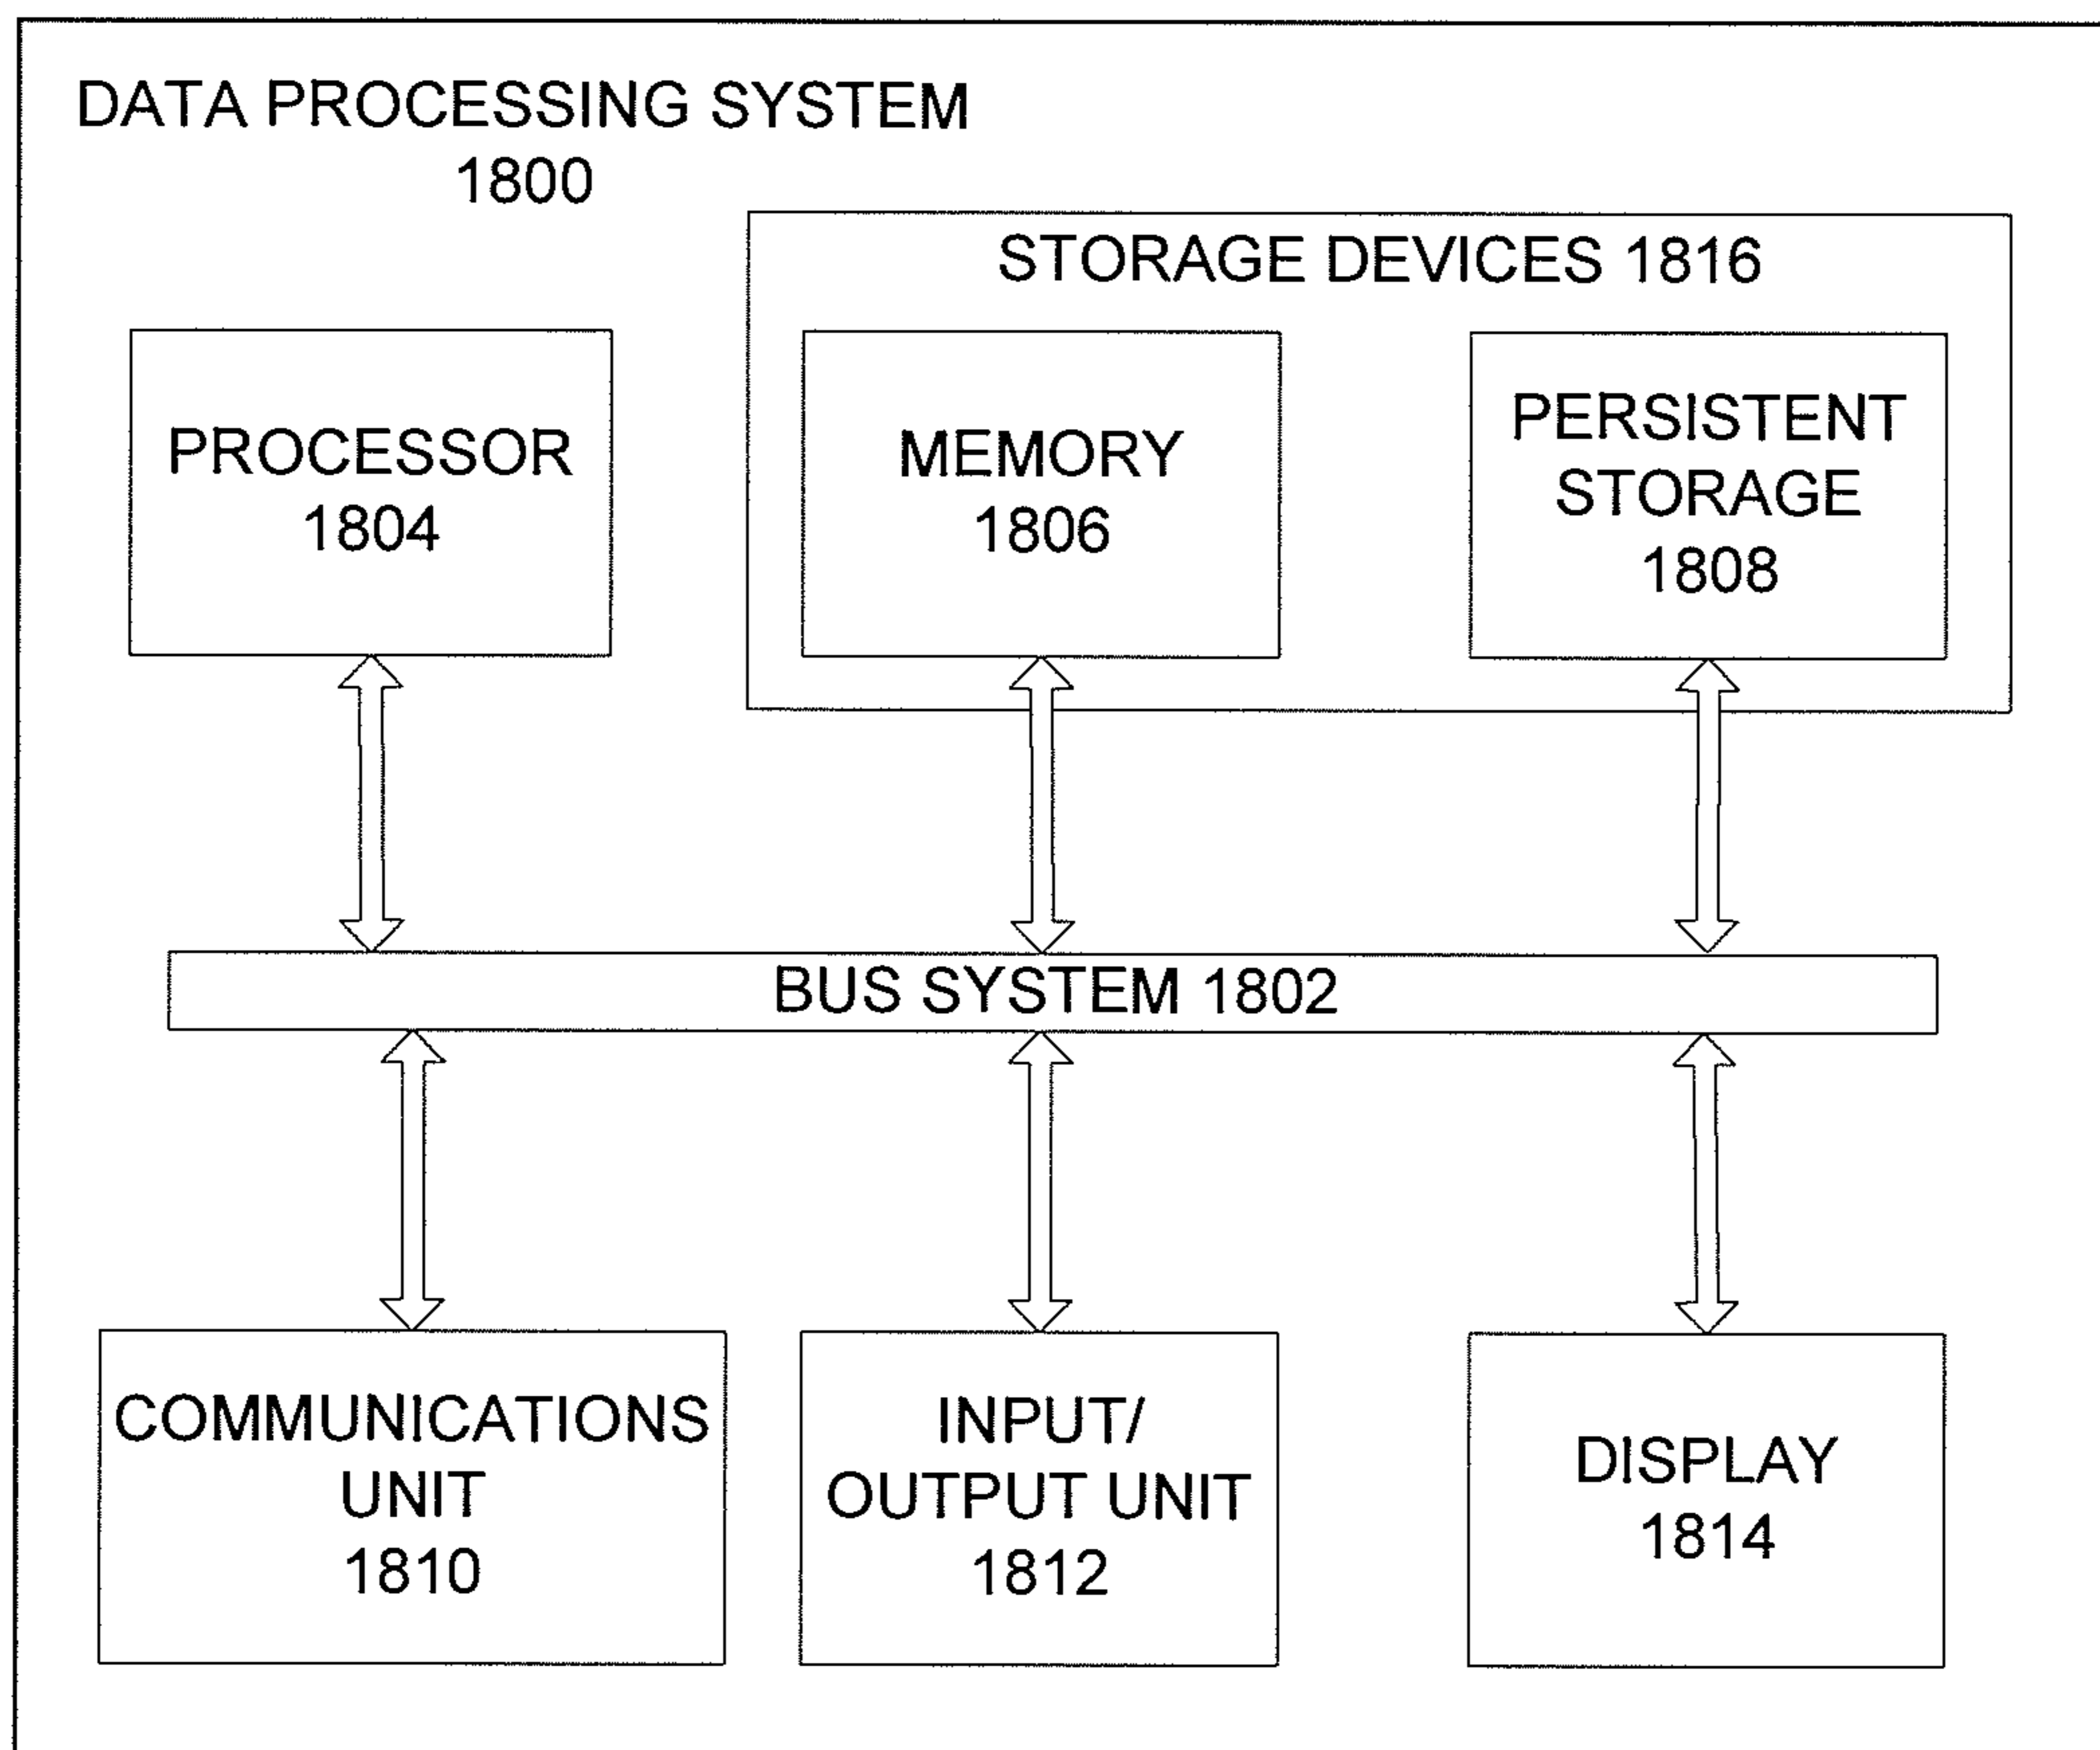 DATA PROCESSING SYSTEM
1800
STORAGE DEVICES 1816
PROCESSOR
1804
MEMORY
1806
PERSISTENT
STORAGE
1808
BUS SYSTEM 1802
COMMUNICATIONS
UNIT
1810
INPUT/
OUTPUT UNIT
1812
DISPLAY
1814